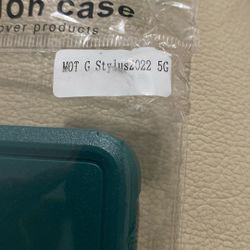 ion case
over products
MOT G Stylus2022 5G